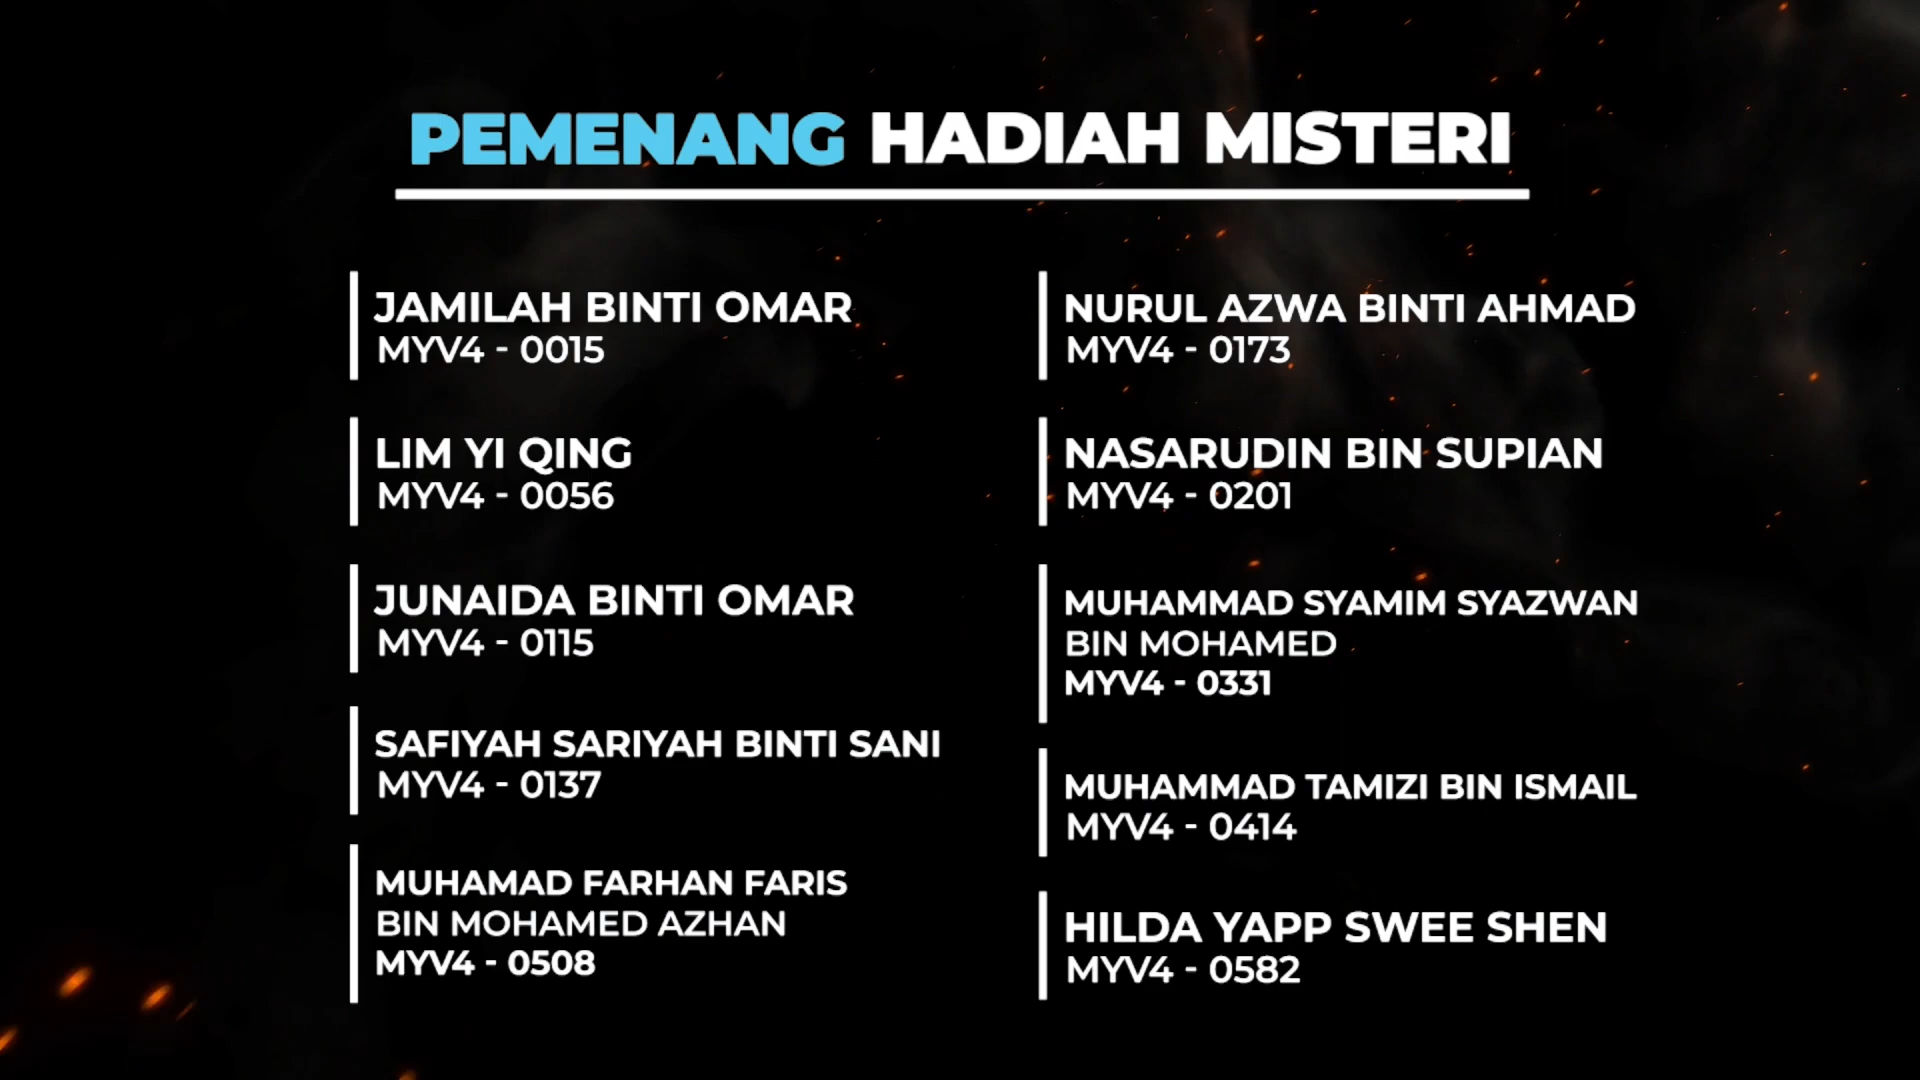 PEMENANG HADIAH MISTERI
JAMILAH BINTI OMAR
MYV4 - 0015
LIM YI QING
MYV4 - 0056
JUNAIDA BINTI OMAR
MYV4 - 0115
SAFIYAH SARIYAH BINTI SANI
MYV4 - 0137
MUHAMAD FARHAN FARIS
BIN MOHAMED AZHAN
MYV4 - 0508
NURUL AZWA BINTI AHMAD
MYV4 - 0173
NASARUDIN BIN SUPIAN
MYV4 - 0201
MUHAMMAD SYAMIM SYAZWAN
BIN MOHAMED
MYV4 - 0331
MUHAMMAD TAMIZI BIN ISMAIL
MYV4 - 0414
HILDA YAPP SWEE SHEN
MYV4 - 0582